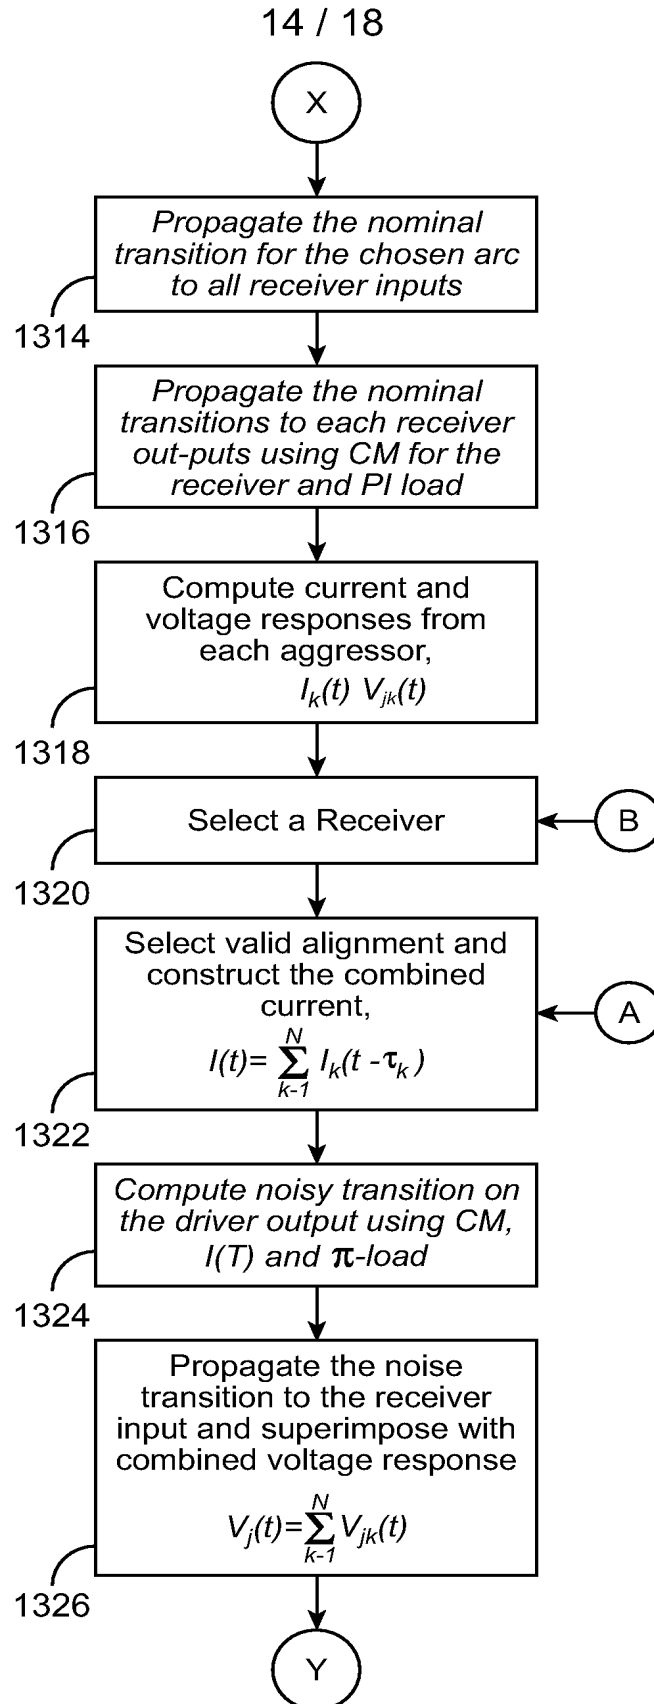 14 / 18
X
Propagate the nominal
transition for the chosen arc
to all receiver inputs
1314
Propagate the nominal
transitions to each receiver
out-puts using CM for the
receiver and PI load
1316
Compute current and
voltage responses from
each aggressor,
I_k(t) V_jk(t)
1318
Select a Receiver
B
1320
Select valid alignment and
construct the combined
current,
A
N
I(t)= Σ I_k(t -τ_k )
k-1
1322
Compute noisy transition on
the driver output using CM,
I(T) and π-load
1324
Propagate the noise
transition to the receiver
input and superimpose with
combined voltage response
N
V_j(t)=Σ V_jk(t)
k-1
1326
Y